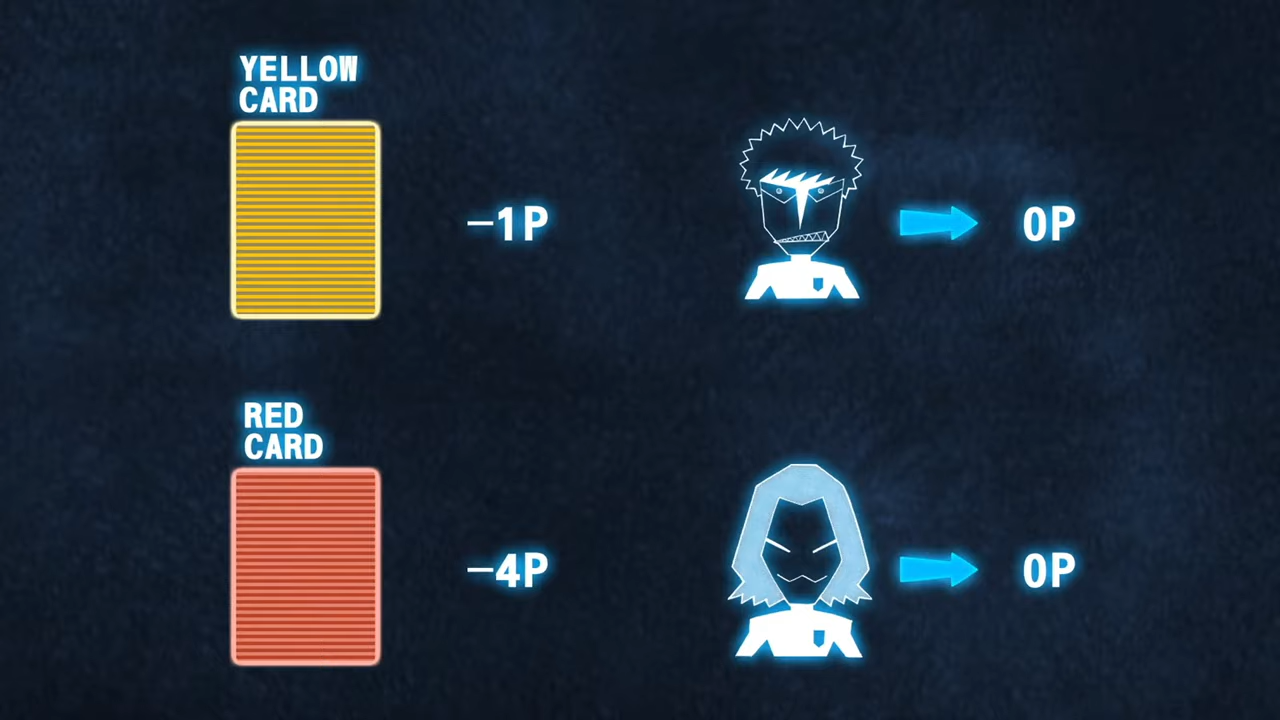 YELLOW
CARD
–1P
0P
RED
CARD
–4P
0P